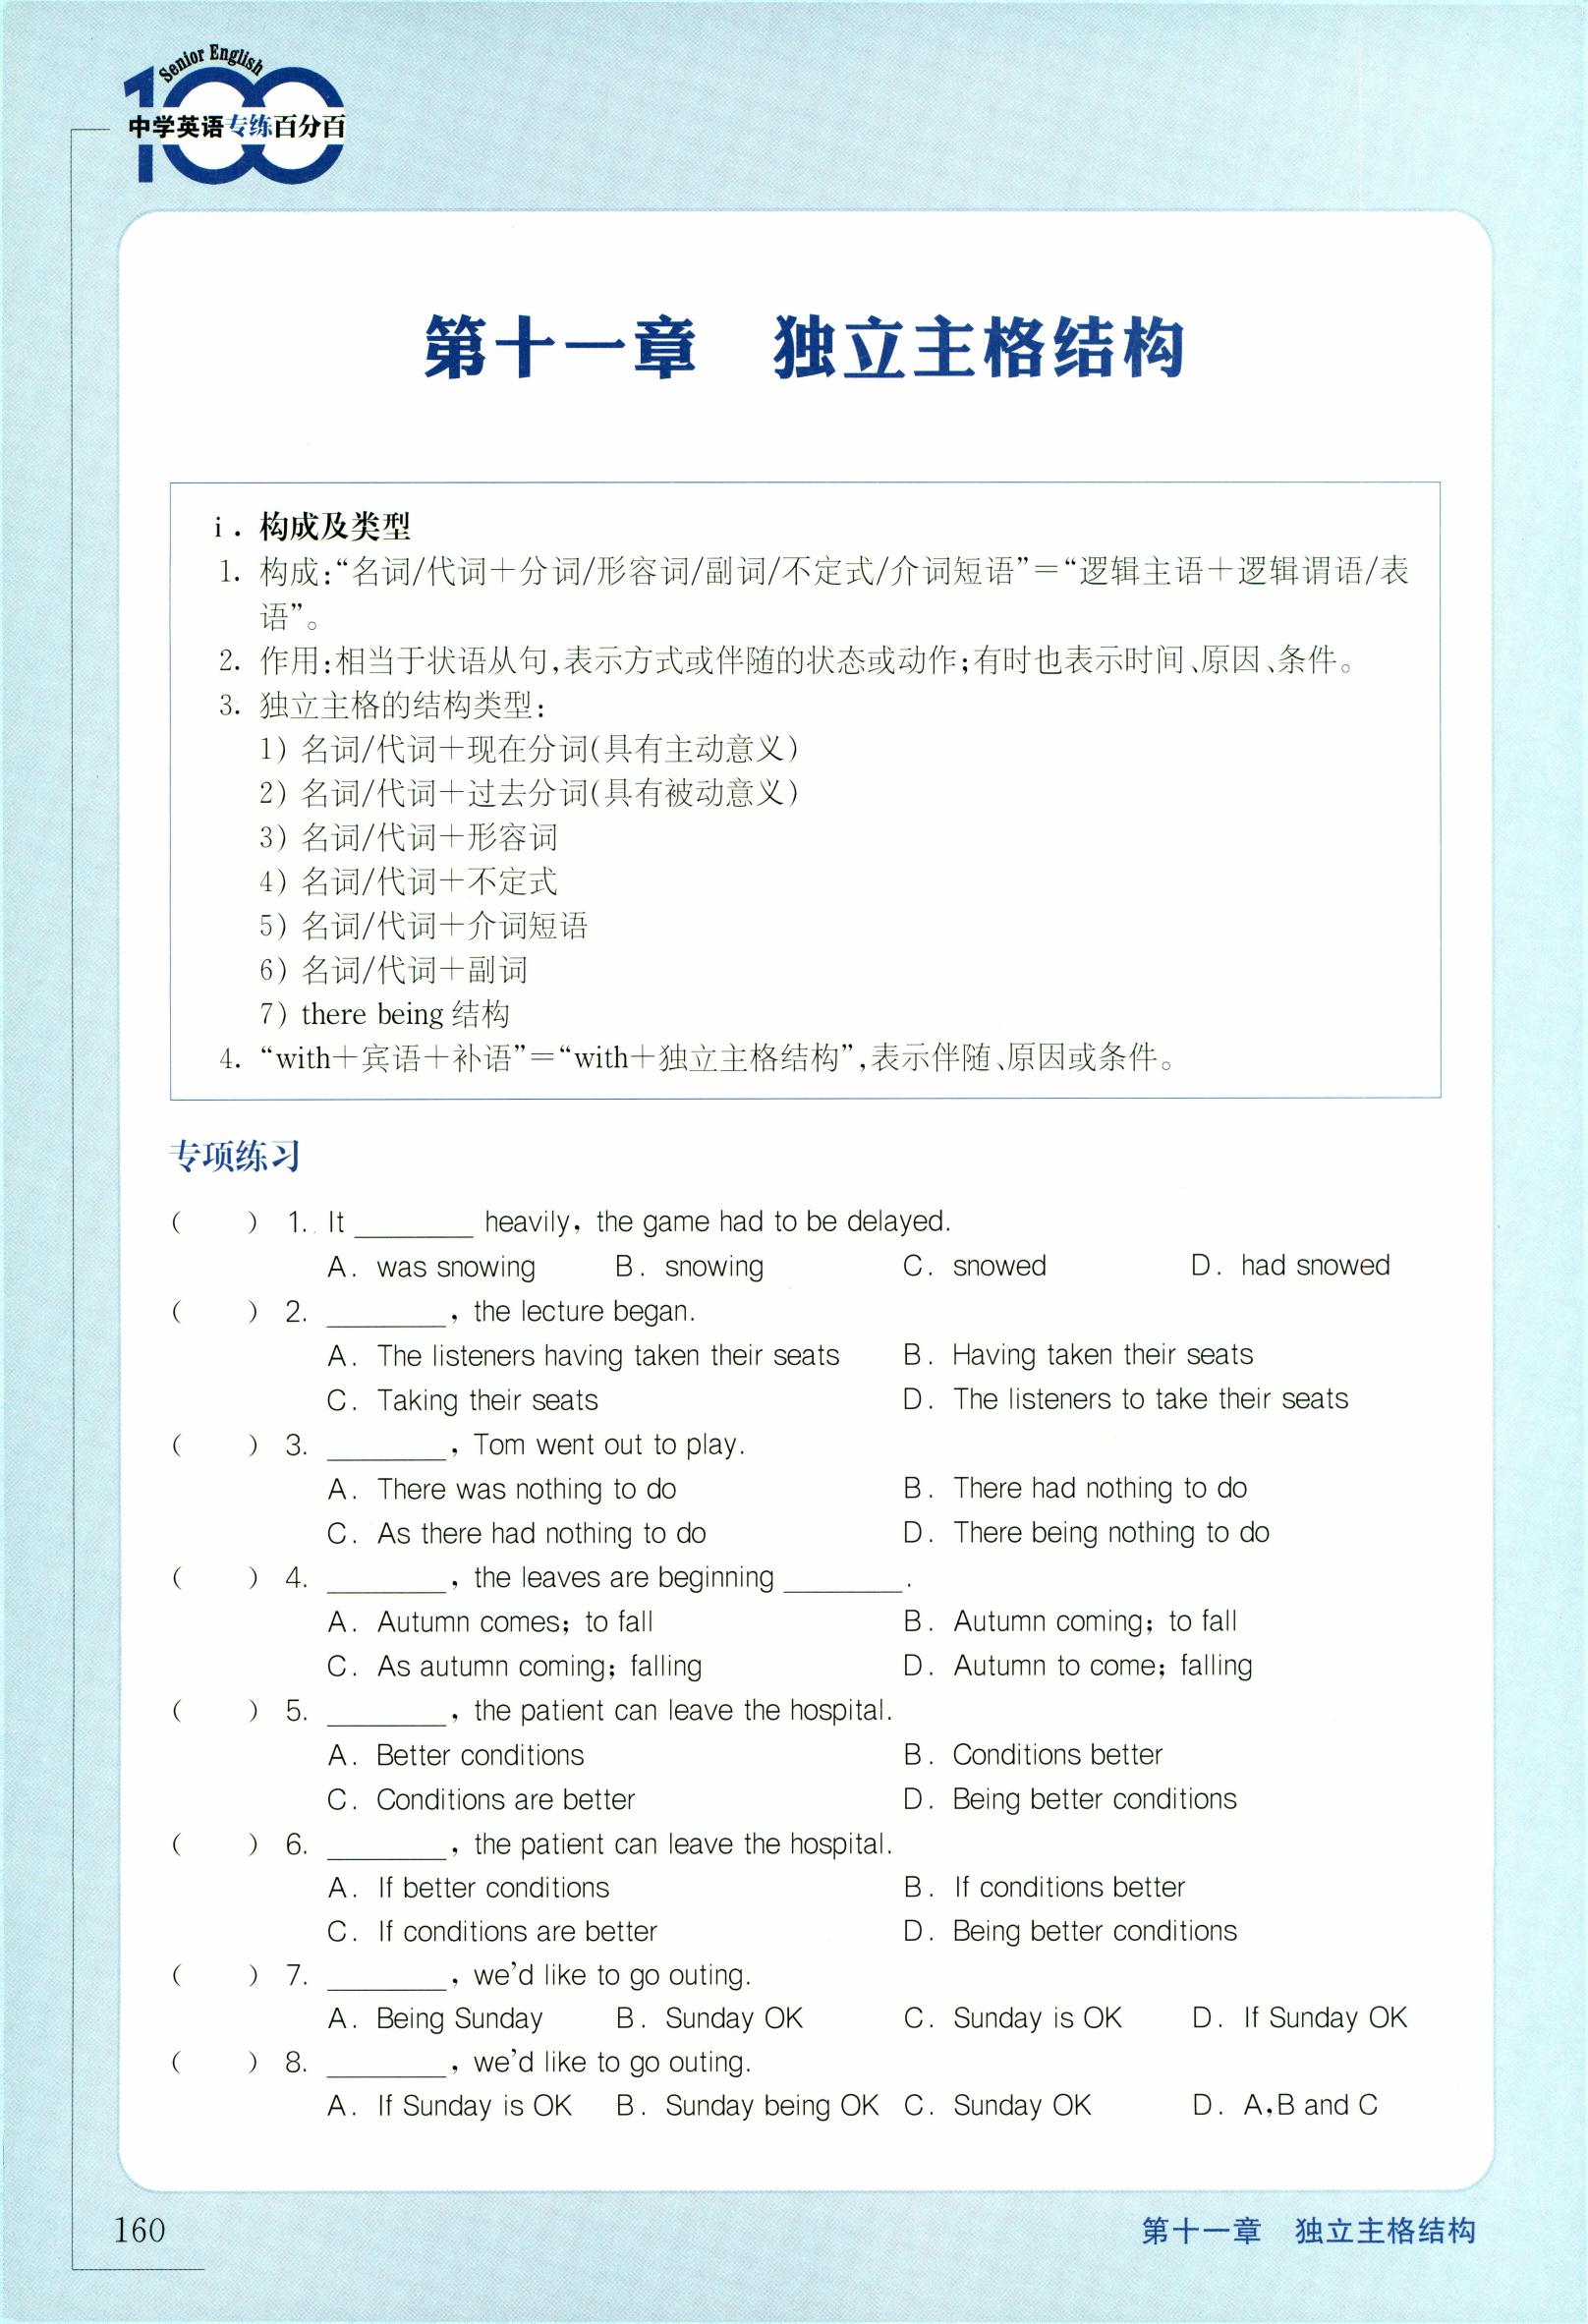 Senior English
100
中学英语专练百分百
第十一章 独立主格结构
ⅰ. 构成及类型
1. 构成:“名词/代词＋分词/形容词/副词/不定式/介词短语”＝“逻辑主语＋逻辑谓语/表
语”。
2. 作用:相当于状语从句,表示方式或伴随的状态或动作;有时也表示时间、原因、条件。
3. 独立主格的结构类型:
1) 名词/代词＋现在分词(具有主动意义)
2) 名词/代词＋过去分词(具有被动意义)
3) 名词/代词＋形容词
4) 名词/代词＋不定式
5) 名词/代词＋介词短语
6) 名词/代词＋副词
7) there being 结构
4. “with＋宾语＋补语”＝“with＋独立主格结构”,表示伴随、原因或条件。
专项练习
( ) 1. It ________ heavily, the game had to be delayed.
A. was snowing B. snowing C. snowed D. had snowed
( ) 2. ________, the lecture began.
A. The listeners having taken their seats B. Having taken their seats
C. Taking their seats D. The listeners to take their seats
( ) 3. ________, Tom went out to play.
A. There was nothing to do B. There had nothing to do
C. As there had nothing to do D. There being nothing to do
( ) 4. ________, the leaves are beginning ________.
A. Autumn comes; to fall B. Autumn coming; to fall
C. As autumn coming; falling D. Autumn to come; falling
( ) 5. ________, the patient can leave the hospital.
A. Better conditions B. Conditions better
C. Conditions are better D. Being better conditions
( ) 6. ________, the patient can leave the hospital.
A. If better conditions B. If conditions better
C. If conditions are better D. Being better conditions
( ) 7. ________, we'd like to go outing.
A. Being Sunday B. Sunday OK C. Sunday is OK D. If Sunday OK
( ) 8. ________, we'd like to go outing.
A. If Sunday is OK B. Sunday being OK C. Sunday OK D. A,B and C
160
第十一章 独立主格结构